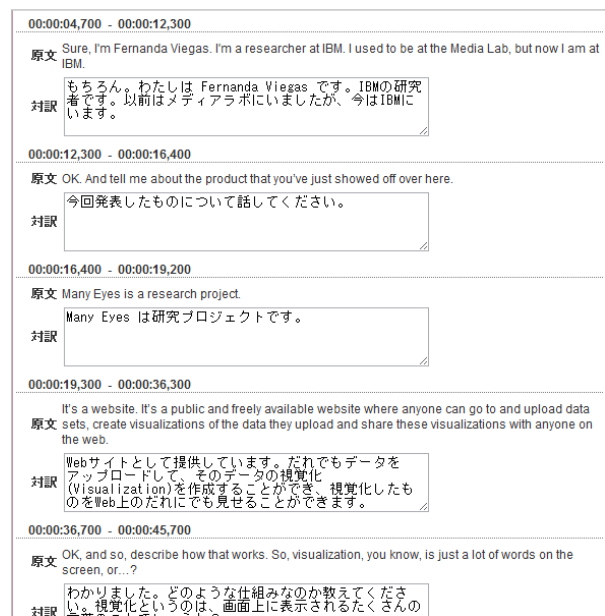 00:00:04,700 - 00:00:12,300
原文 Sure, I'm Fernanda Viegas. I'm a researcher at IBM. I used to be at the Media Lab, but now I am at
IBM.
対訳 もちろん。わたしは Fernanda Viegas です。IBMの研究
者です。以前はメディアラボにいましたが、今はIBMに
います。
00:00:12,300 - 00:00:16,400
原文 OK. And tell me about the product that you've just showed off over here.
対訳 今回発表したものについて話してください。
00:00:16,400 - 00:00:19,200
原文 Many Eyes is a research project.
対訳 Many Eyes は研究プロジェクトです。
00:00:19,300 - 00:00:36,300
It's a website. It's a public and freely available website where anyone can go to and upload data
原文 sets, create visualizations of the data they upload and share these visualizations with anyone on
the web.
対訳 Webサイトとして提供しています。だれでもデータを
アップロードして、そのデータの視覚化
(Visualization)を作成することができ、視覚化したも
のをWeb上のだれにでも見せることができます。
00:00:36,700 - 00:00:45,700
原文 OK, and so, describe how that works. So, visualization, you know, is just a lot of words on the
screen, or…?
対訳 わかりました。どのような仕組みなのか教えてくださ
い。視覚化というのは、画面上に表示されるたくさんの